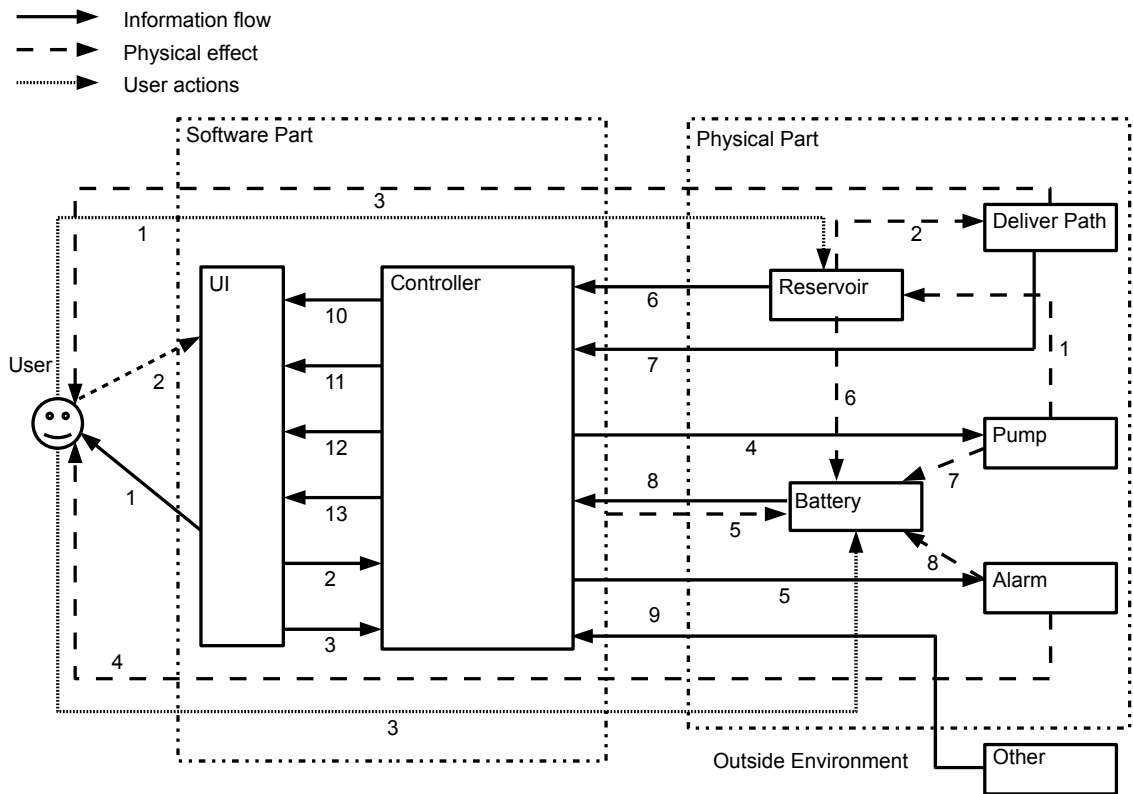 Information flow
Physical effect
User actions
Software Part
Physical Part
3
1
2
Deliver Path
UI
Controller
Reservoir
10
6
1
User
2
11
7
6
12
4
Pump
7
1
13
8
Battery
5
8
2
5
Alarm
3
9
4
3
Outside Environment
Other